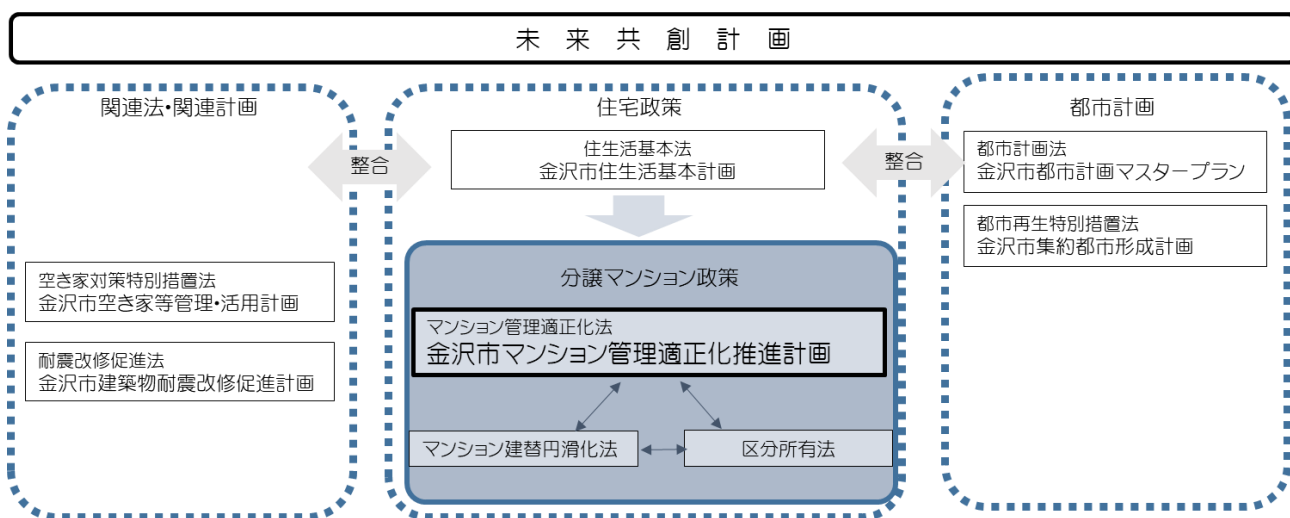 未来共創計画
関連法・関連計画
空き家対策特別措置法
金沢市空き家等管理・活用計画
耐震改修促進法
金沢市建築物耐震改修促進計画
整合
住宅政策
住生活基本法
金沢市住生活基本計画
分譲マンション政策
マンション管理適正化法
金沢市マンション管理適正化推進計画
マンション建替円滑化法
区分所有法
整合
都市計画
都市計画法
金沢市都市計画マスタープラン
都市再生特別措置法
金沢市集約都市形成計画